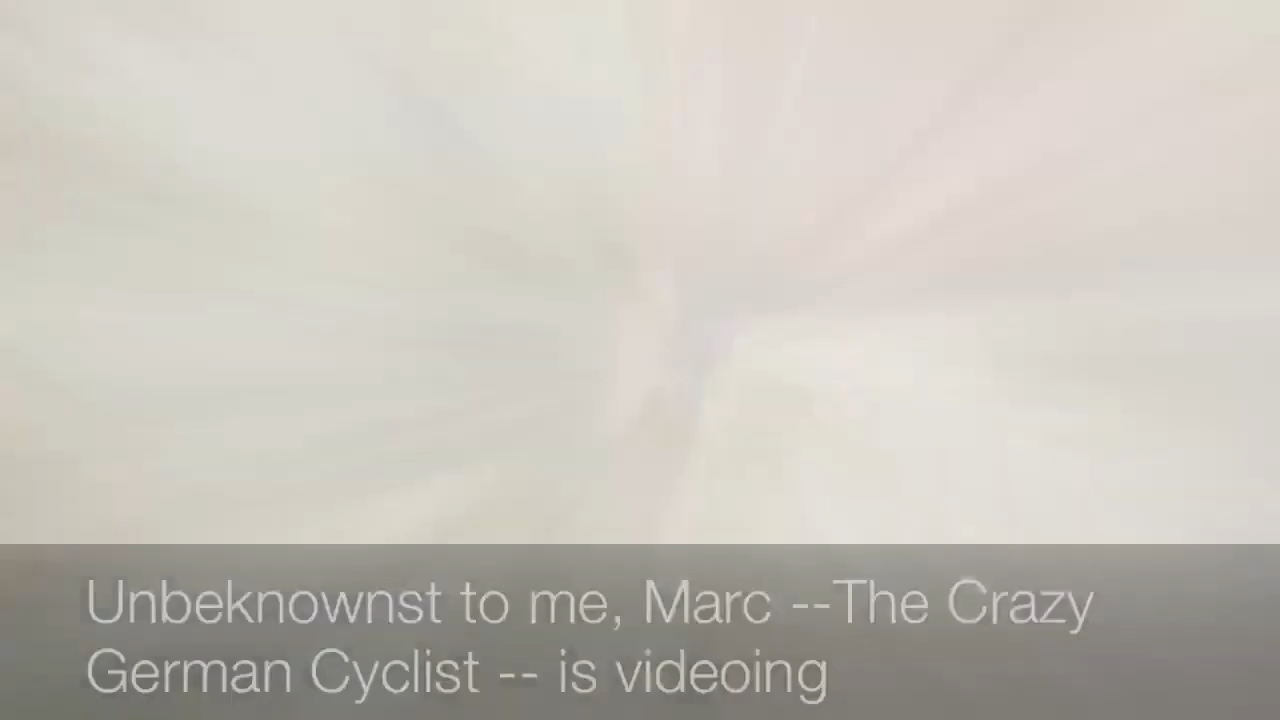 Unbeknownst to me, Marc --The Crazy
German Cyclist -- is videoing